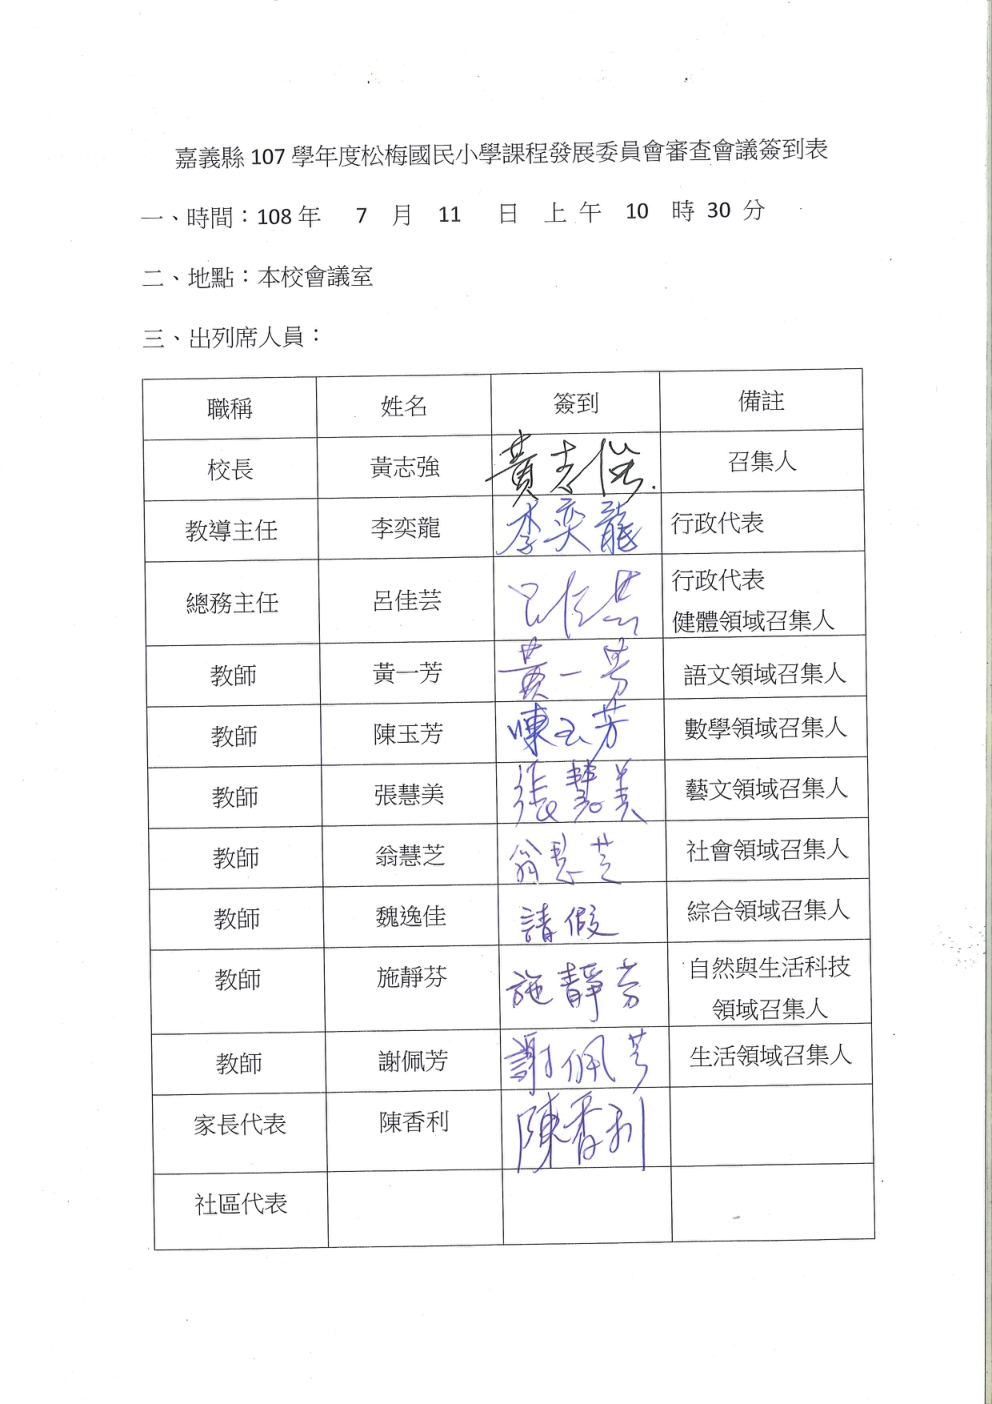 嘉義縣 107 學年度松梅國民小學課程發展委員會審查會議簽到表
一、時間：108 年 7 月 11 日 上 午 10 時 30 分
二、地點：本校會議室
三、出列席人員：
職稱 姓名 簽到 備註
校長 黃志強 黃志強 召集人
教導主任 李奕龍 李奕龍 行政代表
總務主任 呂佳芸 呂佳芸 行政代表
健體領域召集人
教師 黃一芳 黃一芳 語文領域召集人
教師 陳玉芳 陳玉芳 數學領域召集人
教師 張慧美 張慧美 藝文領域召集人
教師 翁慧芝 翁慧芝 社會領域召集人
教師 魏逸佳 請假 綜合領域召集人
教師 施靜芬 施靜芬 自然與生活科技
領域召集人
教師 謝佩芳 謝佩芳 生活領域召集人
家長代表 陳香利 陳香利
社區代表